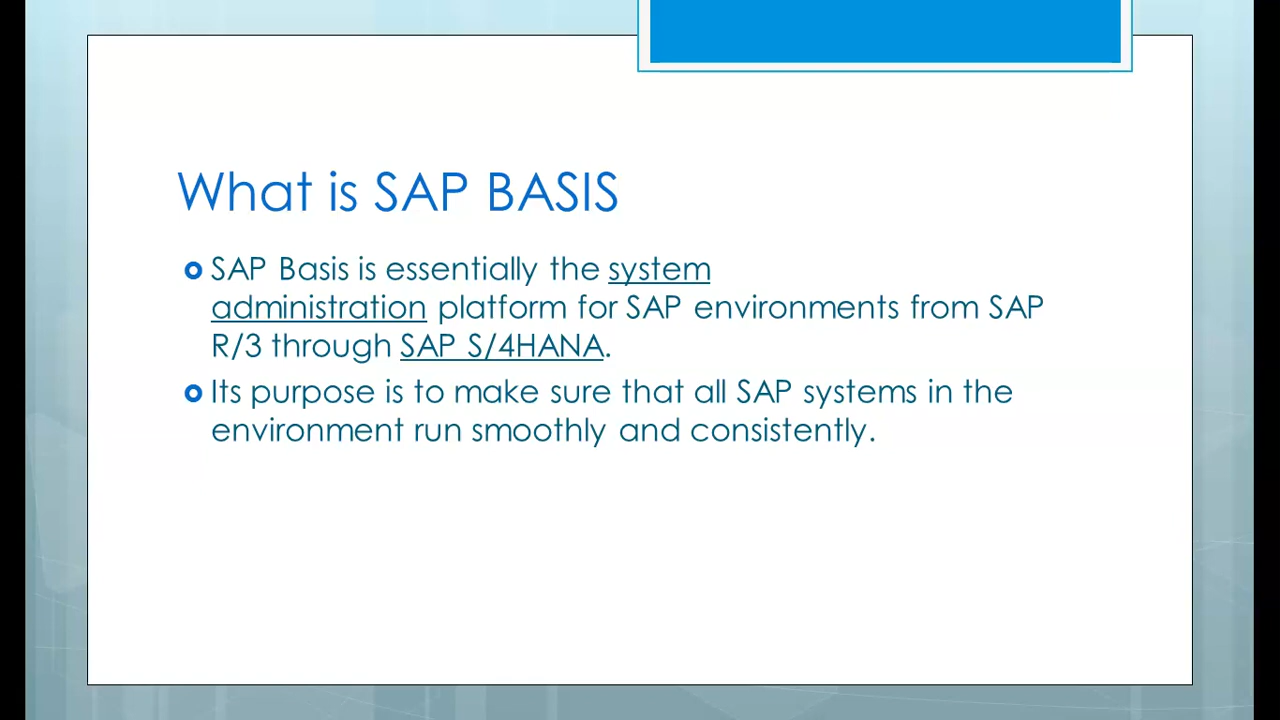 What is SAP BASIS
SAP Basis is essentially the system
administration platform for SAP environments from SAP
R/3 through SAP S/4HANA.
Its purpose is to make sure that all SAP systems in the
environment run smoothly and consistently.